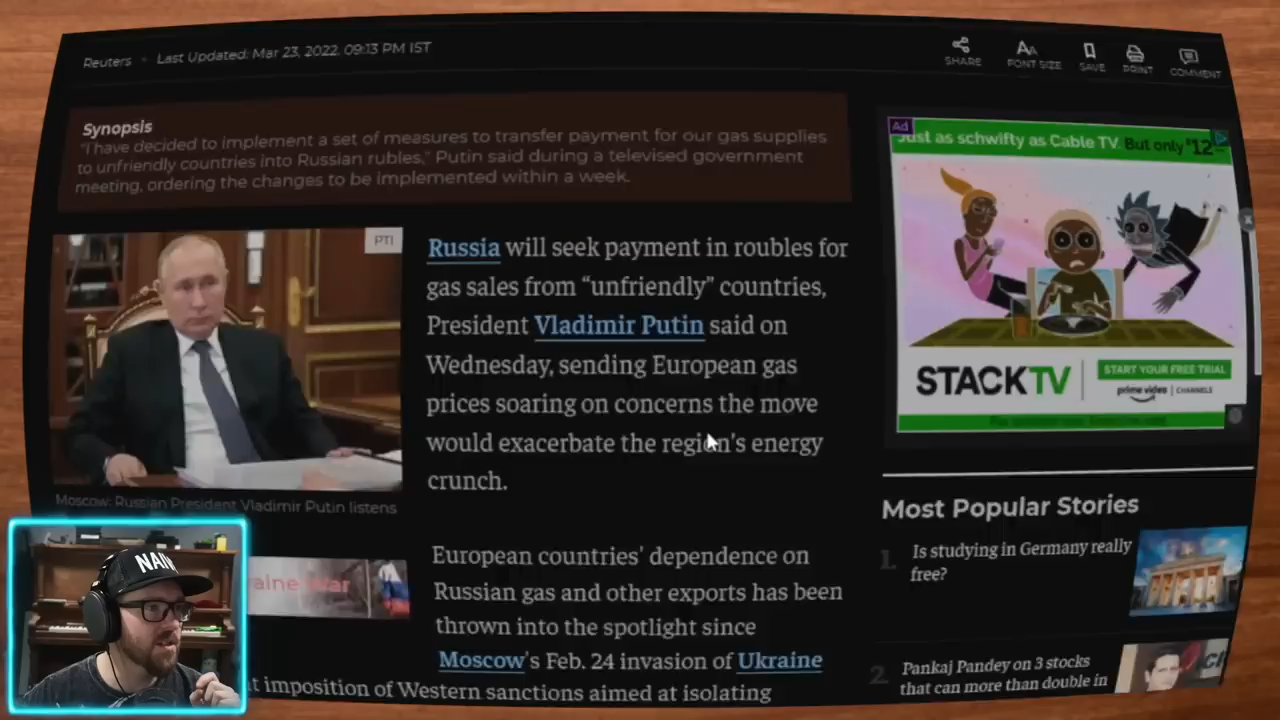 Reuters • Last Updated: Mar 23, 2022, 09:13 PM IST
SHARE
FONT SIZE
SAVE
PRINT
COMMENT
Synopsis
"I have decided to implement a set of measures to transfer payment for our gas supplies
to unfriendly countries into Russian rubles," Putin said during a televised government
meeting, ordering the changes to be implemented within a week.
PTI
Moscow: Russian President Vladimir Putin listens
Russia will seek payment in roubles for
gas sales from "unfriendly" countries,
President Vladimir Putin said on
Wednesday, sending European gas
prices soaring on concerns the move
would exacerbate the region's energy
crunch.
European countries' dependence on
Russian gas and other exports has been
thrown into the spotlight since
Moscow's Feb. 24 invasion of Ukraine
t imposition of Western sanctions aimed at isolating
raine War
NAIN
Ad
Just as schwifty as Cable TV. But only $12
STACKTV
START YOUR FREE TRIAL
prime video | CHANNELS
Most Popular Stories
1. Is studying in Germany really
free?
2. Pankaj Pandey on 3 stocks
that can more than double in